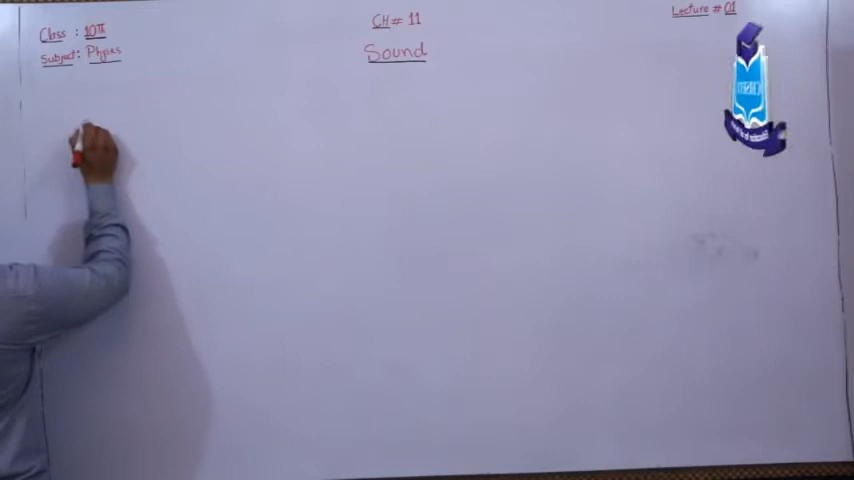 Class : 10th
Subject : Physics
CH # 11
Sound
Lecture # 01